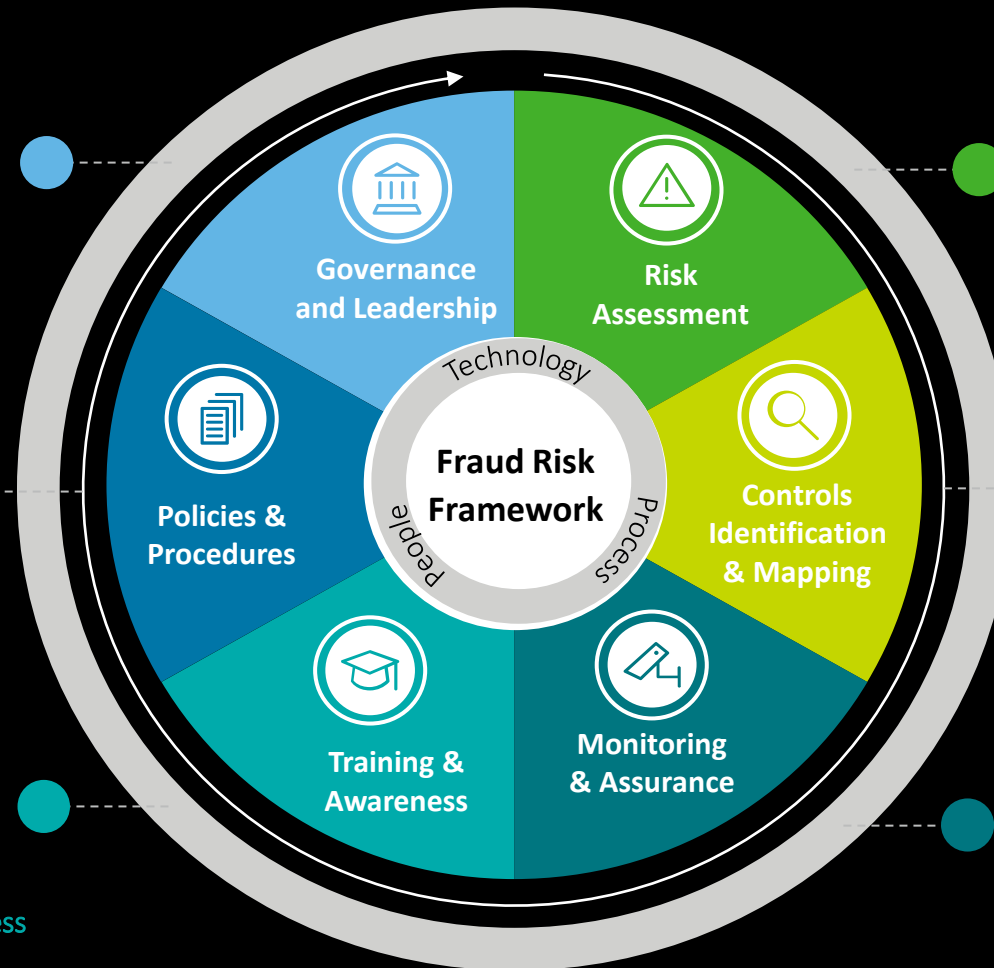 Governance
and Leadership
Risk
Assessment
Technology
Fraud Risk
Framework
Process
People
Policies &
Procedures
Controls
Identification
& Mapping
Training &
Awareness
Monitoring
& Assurance